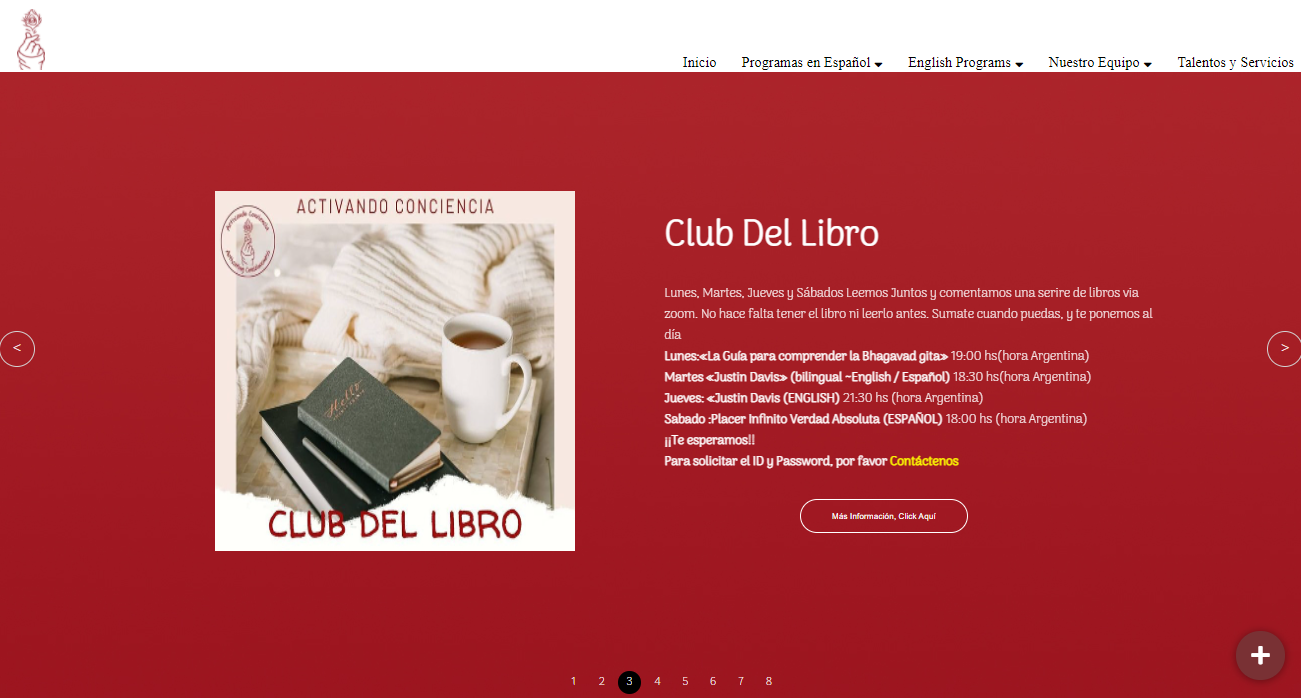 Inicio Programas en Español English Programs Nuestro Equipo Talentos y Servicios
ACTIVANDO CONCIENCIA
Activando Conciencia
Hello
CLUB DEL LIBRO
Club Del Libro
Lunes, Martes, Jueves y Sábados Leemos Juntos y comentamos una serire de libros via
zoom. No hace falta tener el libro ni leerlo antes. Sumate cuando puedas, y te ponemos al
día
Lunes:«La Guía para comprender la Bhagavad gita» 19:00 hs(hora Argentina)
Martes «Justin Davis» (bilingual ~English / Español) 18:30 hs(hora Argentina)
Jueves: «Justin Davis (ENGLISH) 21:30 hs (hora Argentina)
Sabado :Placer Infinito Verdad Absoluta (ESPAÑOL) 18:00 hs (hora Argentina)
¡¡Te esperamos!!
Para solicitar el ID y Password, por favor Contáctenos
Más Información, Click Aquí
< >
1 2 3 4 5 6 7 8
+